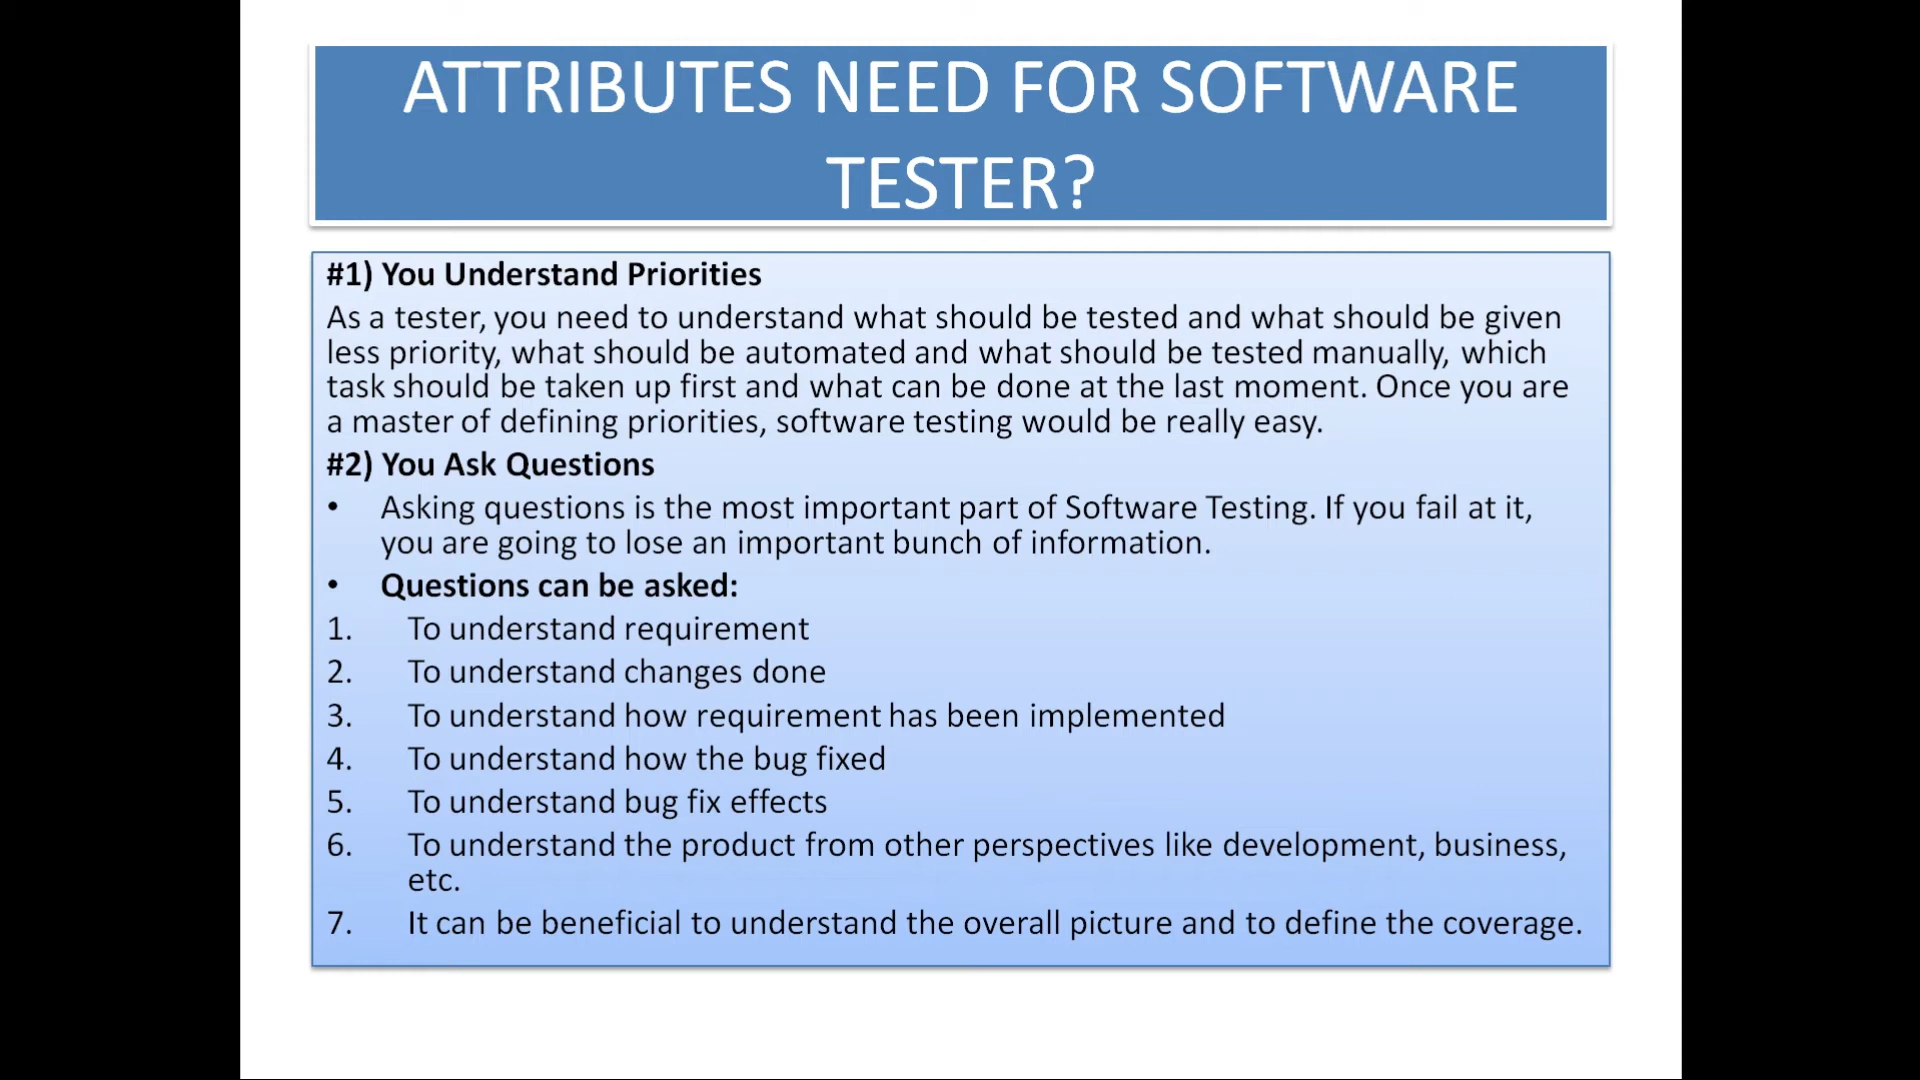 ATTRIBUTES NEED FOR SOFTWARE
TESTER?
#1) You Understand Priorities
As a tester, you need to understand what should be tested and what should be given
less priority, what should be automated and what should be tested manually, which
task should be taken up first and what can be done at the last moment. Once you are
a master of defining priorities, software testing would be really easy.
#2) You Ask Questions
• Asking questions is the most important part of Software Testing. If you fail at it,
you are going to lose an important bunch of information.
• Questions can be asked:
1. To understand requirement
2. To understand changes done
3. To understand how requirement has been implemented
4. To understand how the bug fixed
5. To understand bug fix effects
6. To understand the product from other perspectives like development, business,
etc.
7. It can be beneficial to understand the overall picture and to define the coverage.